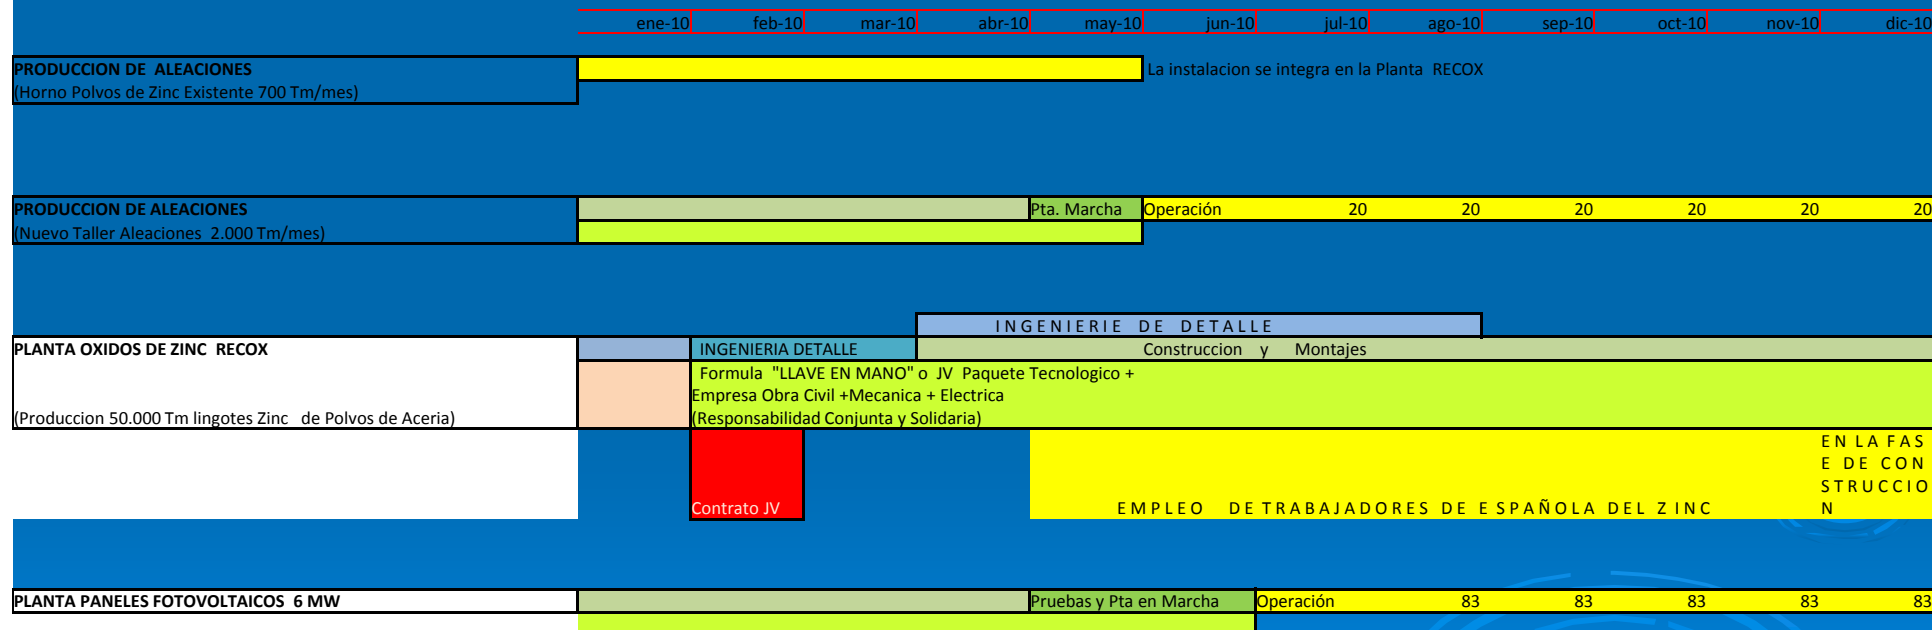 ene-10 feb-10 mar-10 abr-10 may-10 jun-10 jul-10 ago-10 sep-10 oct-10 nov-10 dic-10
PRODUCCION DE ALEACIONES La instalacion se integra en la Planta RECOX
(Horno Polvos de Zinc Existente 700 Tm/mes)
PRODUCCION DE ALEACIONES Pta. Marcha Operación 20 20 20 20 20 20
(Nuevo Taller Aleaciones 2.000 Tm/mes)
INGENIERIE DE DETALLE
PLANTA OXIDOS DE ZINC RECOX INGENIERIA DETALLE Construccion y Montajes
Formula "LLAVE EN MANO" o JV Paquete Tecnologico +
Empresa Obra Civil +Mecanica + Electrica
(Produccion 50.000 Tm lingotes Zinc de Polvos de Aceria) (Responsabilidad Conjunta y Solidaria)
EN LA FAS
E DE CON
STRUCCIO
Contrato JV EMPLEO DE TRABAJADORES DE ESPAÑOLA DEL ZINC N
PLANTA PANELES FOTOVOLTAICOS 6 MW Pruebas y Pta en Marcha Operación 83 83 83 83 83